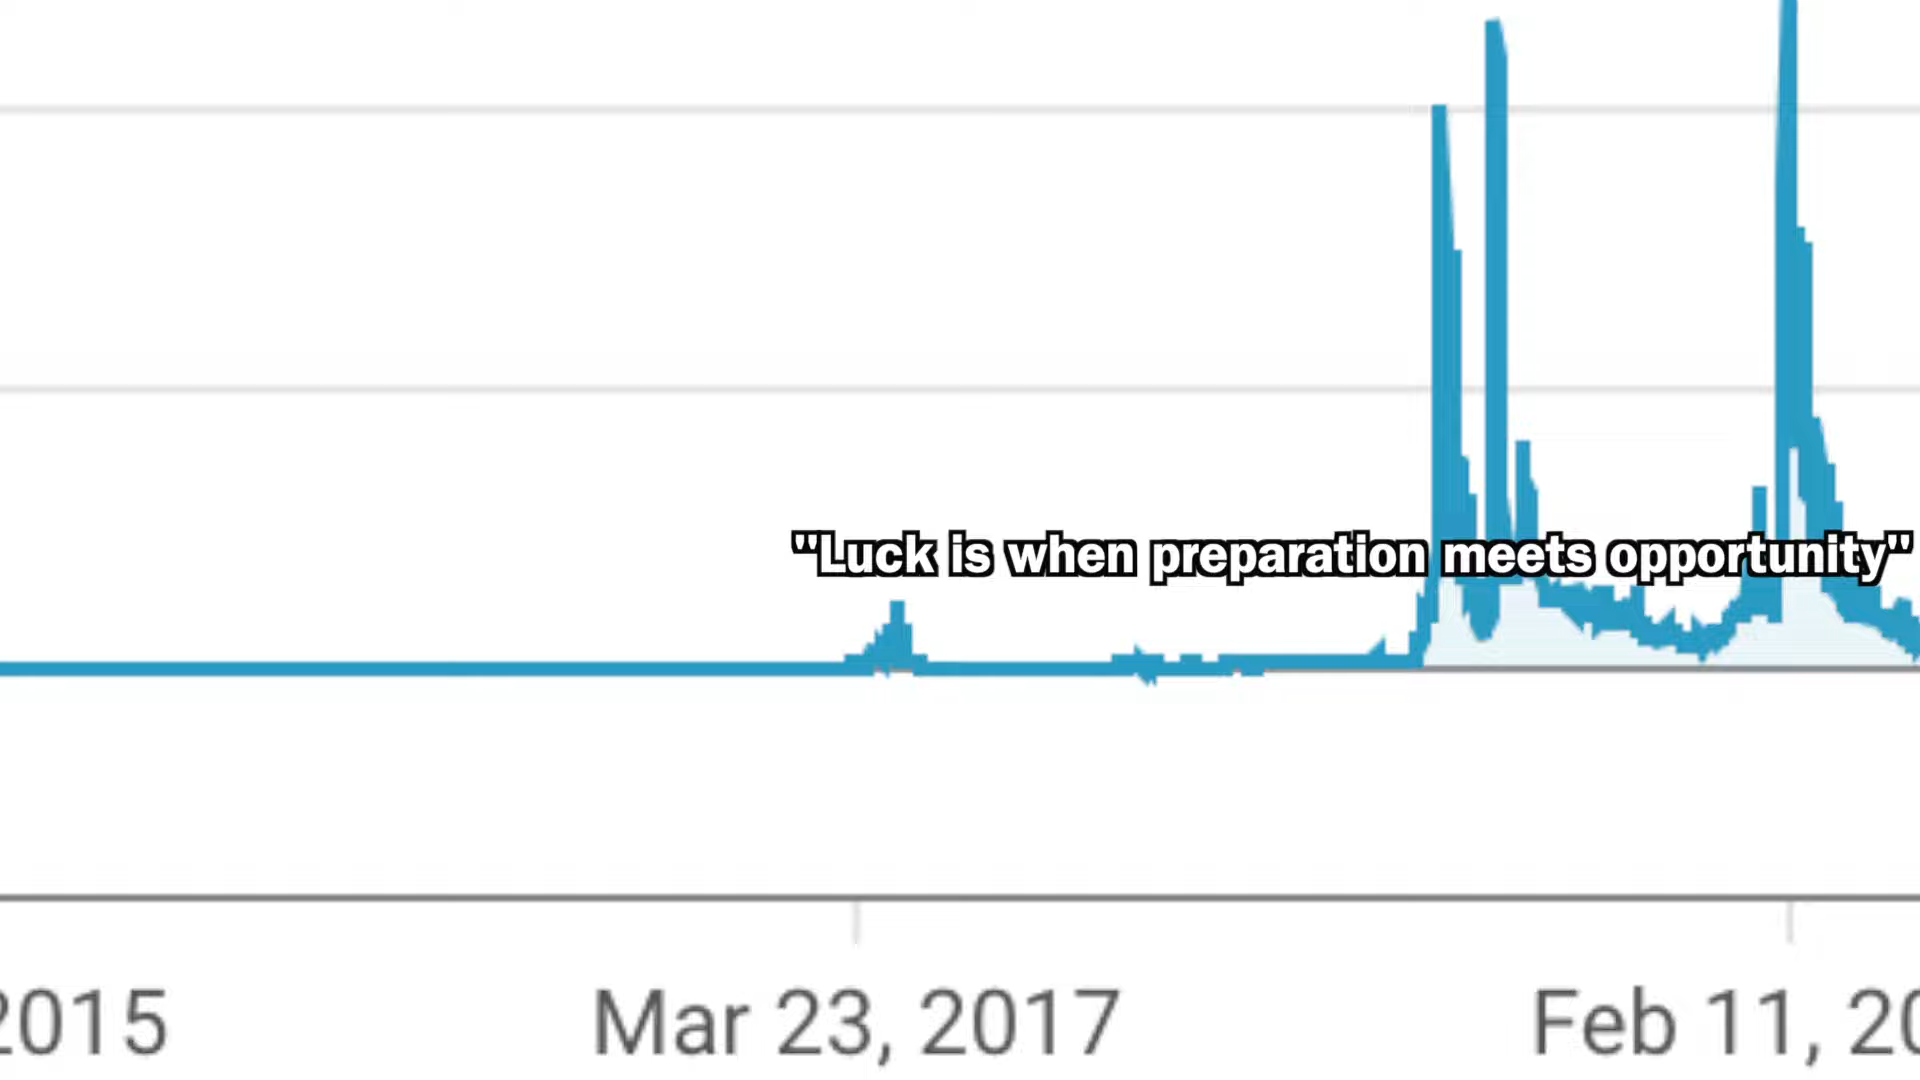 "Luck is when preparation meets opportunity"
2015 Mar 23, 2017 Feb 11, 20